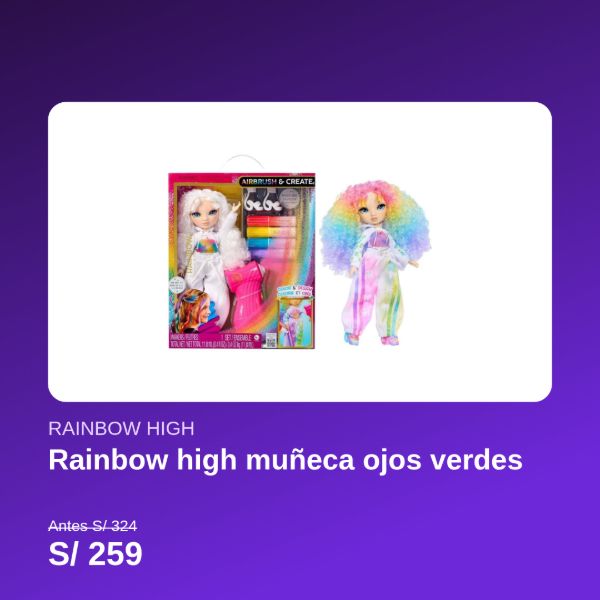 AIRBRUSH & CREATE
RAINBOW HIGH
Rainbow high muñeca ojos verdes
Antes S/ 324
S/ 259